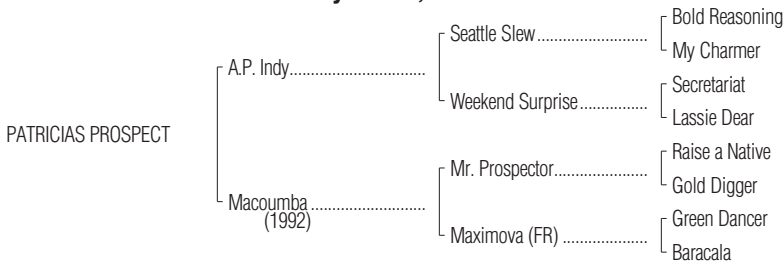 Bold Reasoning
Seattle Slew
My Charmer
A.P. Indy
Secretariat
Weekend Surprise
Lassie Dear
PATRICIAS PROSPECT
Raise a Native
Mr. Prospector
Gold Digger
Macoumba
(1992)
Green Dancer
Maximova (FR)
Baracala